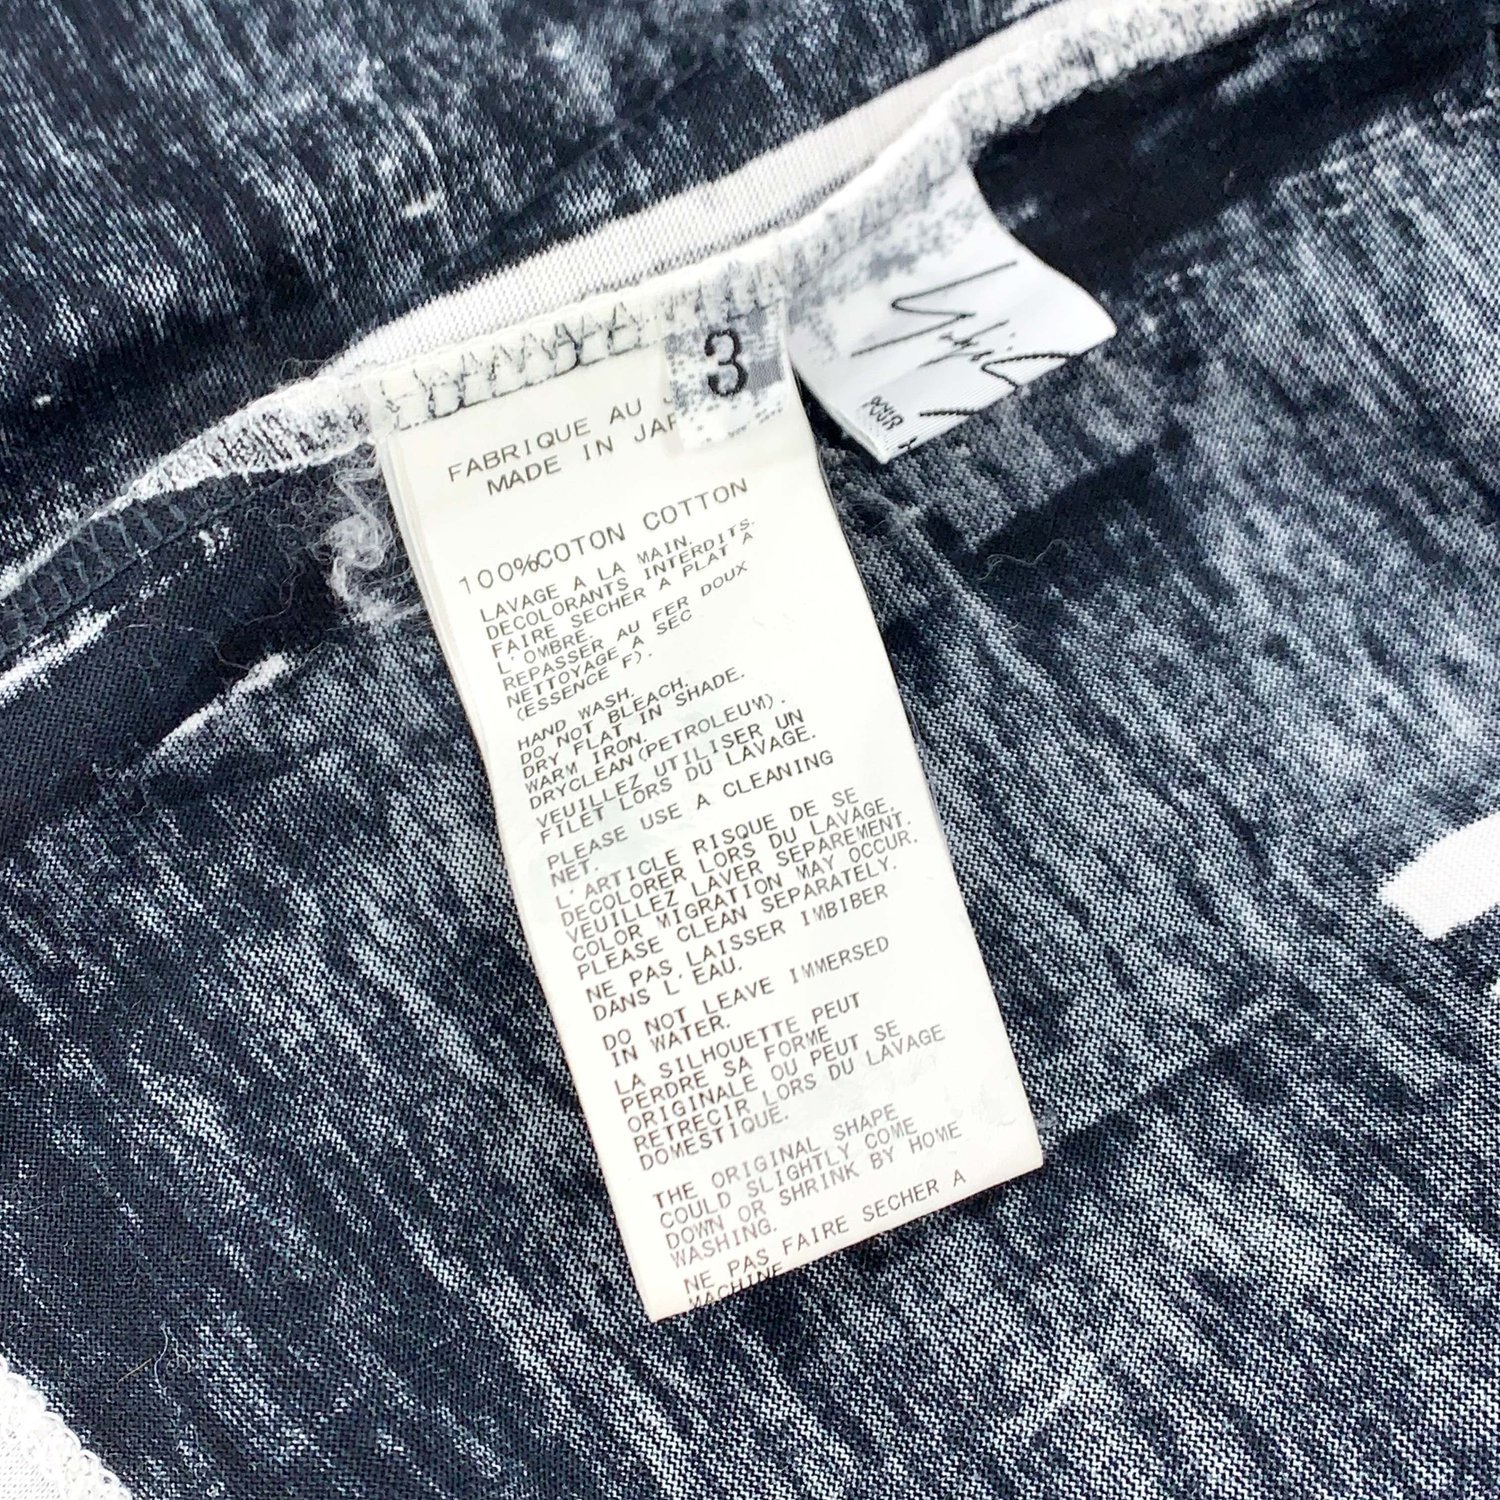 3
POUR
FABRIQUE AU
MADE IN
100%COTON COTTON
LAVAGE A LA MAIN.
DECOLORANTS INTERDITS.
FAIRE SECHER A PLAT A
L'OMBRE.
REPASSER AU FER DOUX
NETTOYAGE A SEC
(ESSENCE F).
HAND WASH.
DO NOT BLEACH.
DRY FLAT IN SHADE.
WARM IRON.
DRYCLEAN(PETROLEUM).
VEUILLEZ UTILISER UN
FILET LORS DU LAVAGE.
PLEASE USE A CLEANING
NET.
L'ARTICLE RISQUE DE SE
DECOLORER LORS DU LAVAGE.
VEUILLEZ LAVER SEPAREMENT.
COLOR MIGRATION MAY OCCUR.
PLEASE CLEAN SEPARATELY.
NE PAS LAISSER IMBIBER
DANS L'EAU.
DO NOT LEAVE IMMERSED
IN WATER.
LA SILHOUETTE PEUT
PERDRE SA FORME
ORIGINALE OU PEUT SE
RETRECIR LORS DU LAVAGE
DOMESTIQUE.
THE ORIGINAL SHAPE
COULD SLIGHTLY COME
DOWN OR SHRINK BY HOME
WASHING.
NE PAS FAIRE SECHER A
MACHINE